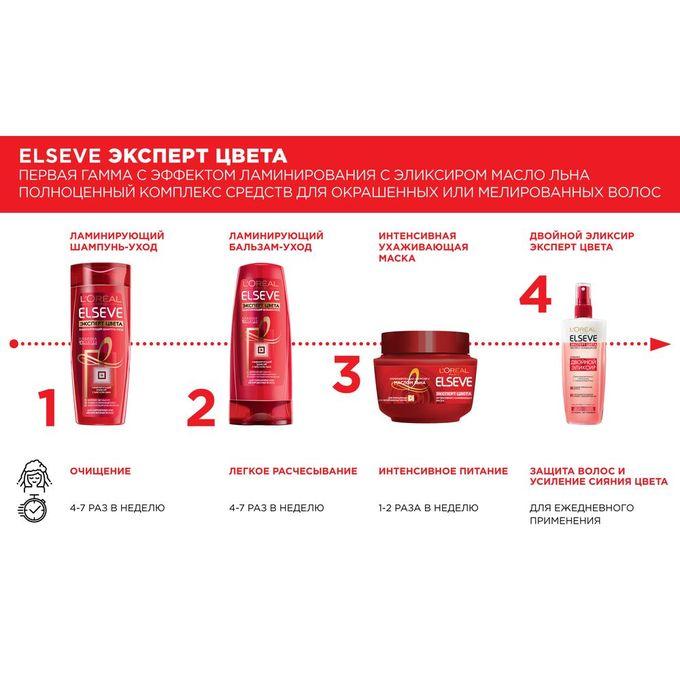 ELSEVE ЭКСПЕРТ ЦВЕТА
ПЕРВАЯ ГАММА С ЭФФЕКТОМ ЛАМИНИРОВАНИЯ С ЭЛИКСИРОМ МАСЛО ЛЬНА
ПОЛНОЦЕННЫЙ КОМПЛЕКС СРЕДСТВ ДЛЯ ОКРАШЕННЫХ ИЛИ МЕЛИРОВАННЫХ ВОЛОС
ЛАМИНИРУЮЩИЙ
ШАМПУНЬ-УХОД
L'ORÉAL
ELSEVE
ЭКСПЕРТ ЦВЕТА
1
ОЧИЩЕНИЕ
4-7 РАЗ В НЕДЕЛЮ
ЛАМИНИРУЮЩИЙ
БАЛЬЗАМ-УХОД
L'ORÉAL
ELSEVE
ЭКСПЕРТ ЦВЕТА
2
ЛЕГКОЕ РАСЧЕСЫВАНИЕ
4-7 РАЗ В НЕДЕЛЮ
ИНТЕНСИВНАЯ
УХАЖИВАЮЩАЯ
МАСКА
3
МАСЛОМ ЛЬНА
L'ORÉAL
ELSEVE
ЭКСПЕРТ ЦВЕТА
ИНТЕНСИВНОЕ ПИТАНИЕ
1-2 РАЗА В НЕДЕЛЮ
ДВОЙНОЙ ЭЛИКСИР
ЭКСПЕРТ ЦВЕТА
4
L'ORÉAL
ELSEVE
ЭКСПЕРТ ЦВЕТА
ДВОЙНОЙ
ЭЛИКСИР
ЗАЩИТА ВОЛОС И
УСИЛЕНИЕ СИЯНИЯ ЦВЕТА
ДЛЯ ЕЖЕДНЕВНОГО
ПРИМЕНЕНИЯ